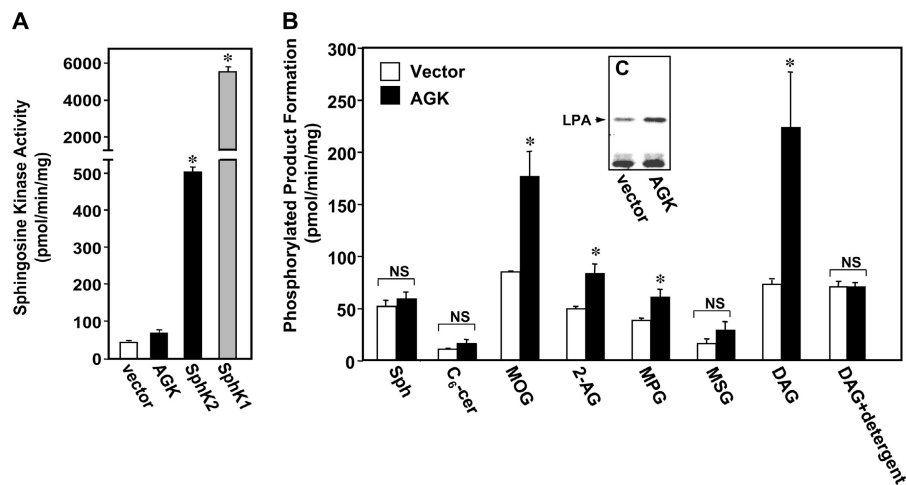 A
Sphingosine Kinase Activity
(pmol/min/mg)
6000
5000
4000
3000
2000
500
400
300
200
100
0
*
*
vector
AGK
SphK2
SphK1
B
Phosphorylated Product Formation
(pmol/min/mg)
300
250
200
150
100
50
0
Vector
AGK
C
LPA
vector
AGK
NS
NS
*
*
*
NS
*
NS
Sph
C6-cer
MOG
2-AG
MPG
MSG
DAG
DAG+detergent